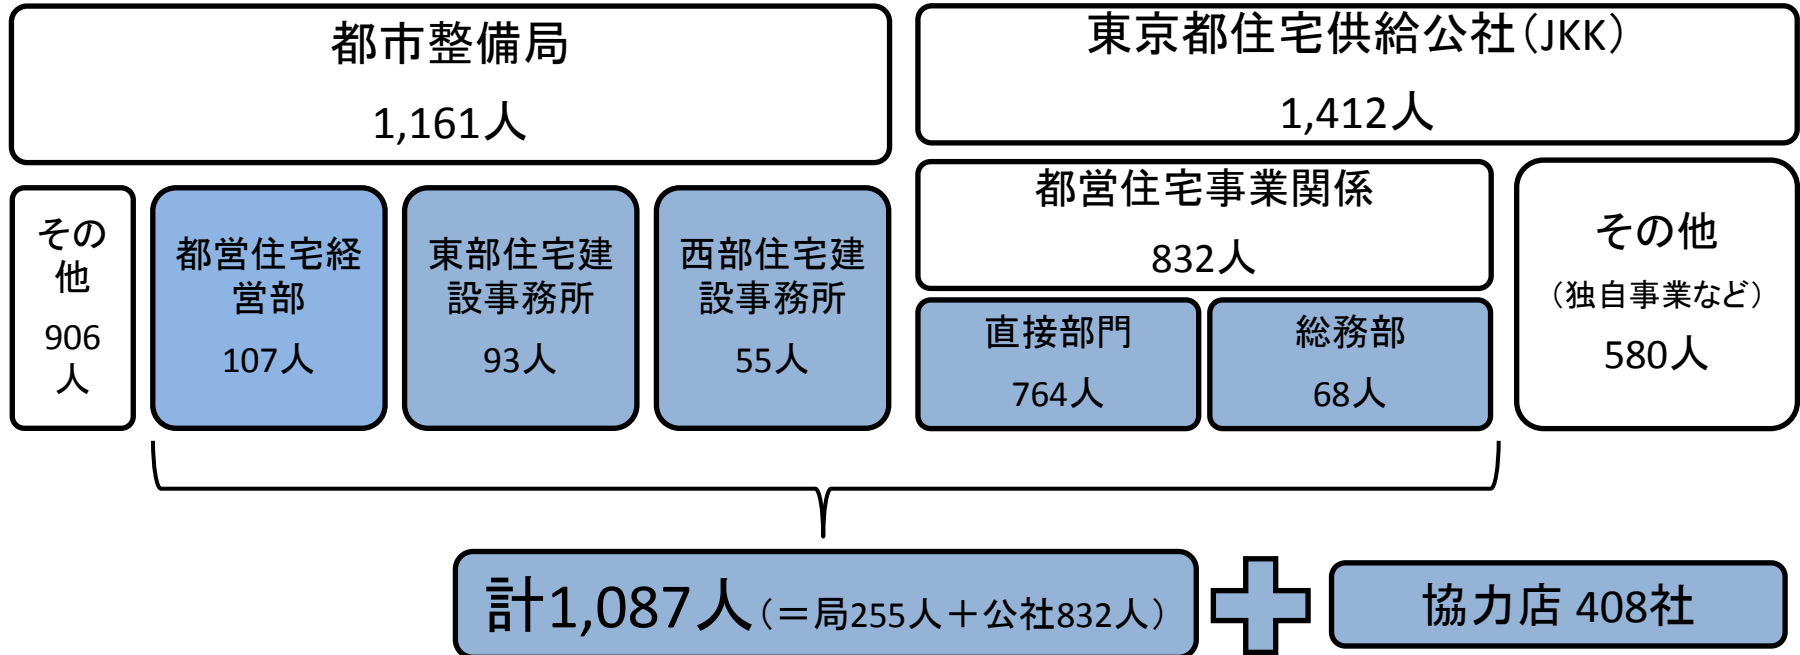 都市整備局
1,161人
その
他
906
人
都営住宅経
営部
107人
東部住宅建
設事務所
93人
西部住宅建
設事務所
55人
東京都住宅供給公社(JKK)
1,412人
都営住宅事業関係
832人
直接部門
764人
総務部
68人
その他
(独自事業など)
580人
計1,087人(=局255人+公社832人)
協力店 408社